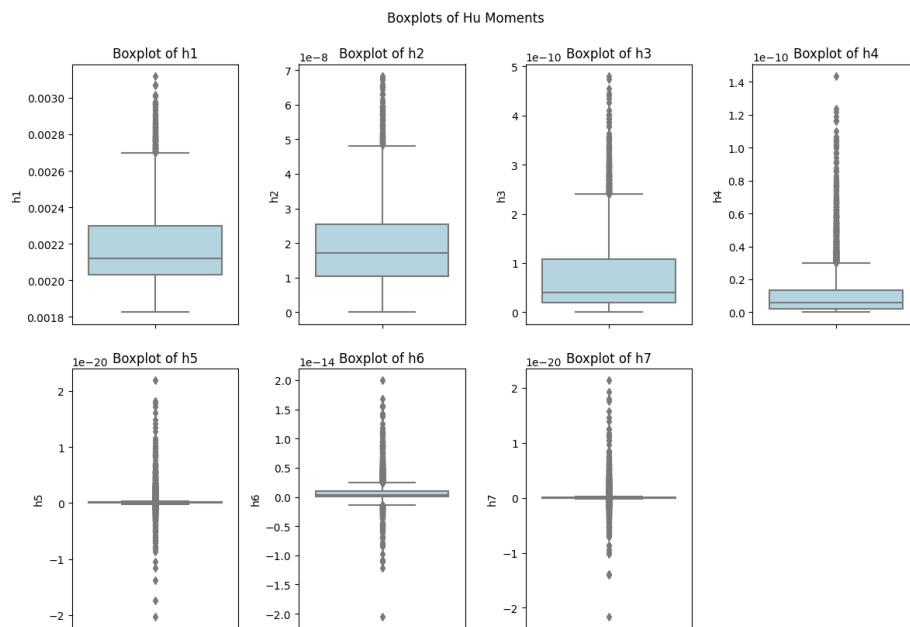 Boxplots of Hu Moments
Boxplot of h1
0.0030
0.0028
0.0026
0.0024
0.0022
0.0020
0.0018
h1
1e−8
Boxplot of h2
7
6
5
4
3
2
1
0
h2
1e−10
Boxplot of h3
5
4
3
2
1
0
h3
1e−10
Boxplot of h4
1.4
1.2
1.0
0.8
0.6
0.4
0.2
0.0
h4
1e−20
Boxplot of h5
2
1
0
−1
−2
h5
1e−14
Boxplot of h6
2.0
1.5
1.0
0.5
0.0
−0.5
−1.0
−1.5
−2.0
h6
1e−20
Boxplot of h7
2
1
0
−1
−2
h7